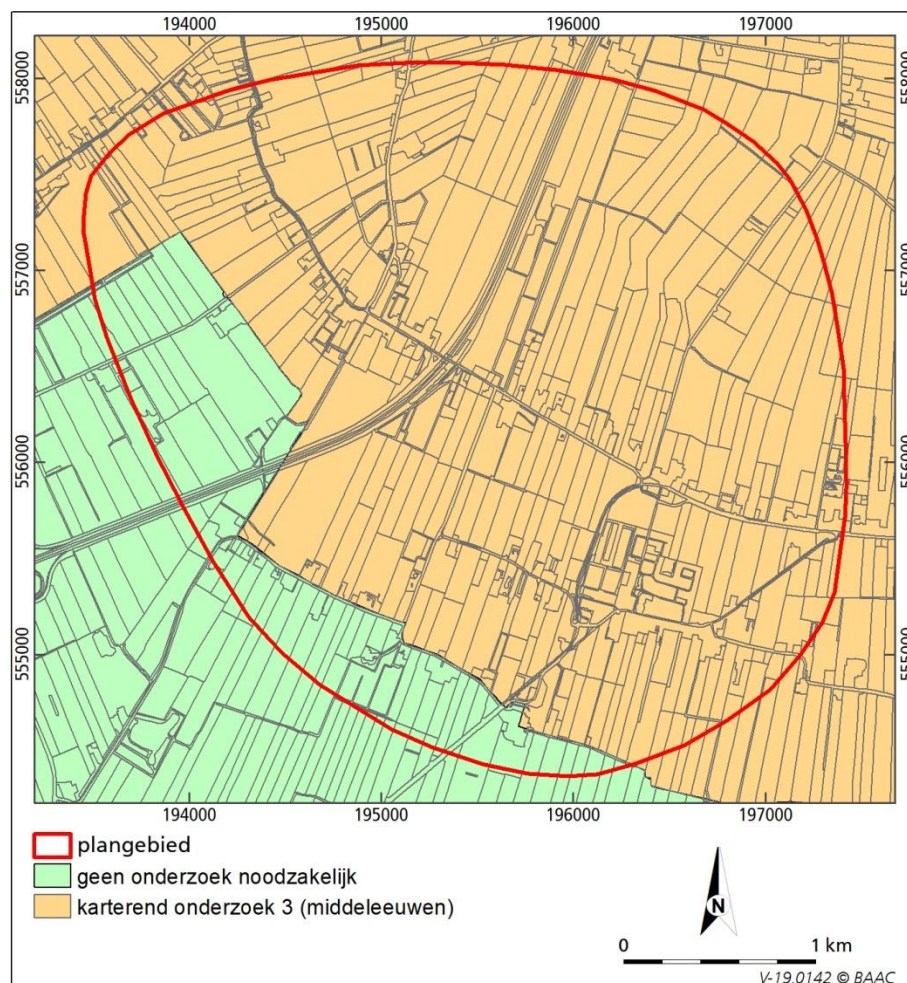 194000 195000 196000 197000
558000 558000
557000 557000
556000 556000
555000 555000
194000 195000 196000 197000
plangebied
geen onderzoek noodzakelijk
karterend onderzoek 3 (middeleeuwen)
N
0 1 km
V-19.0142 © BAAC